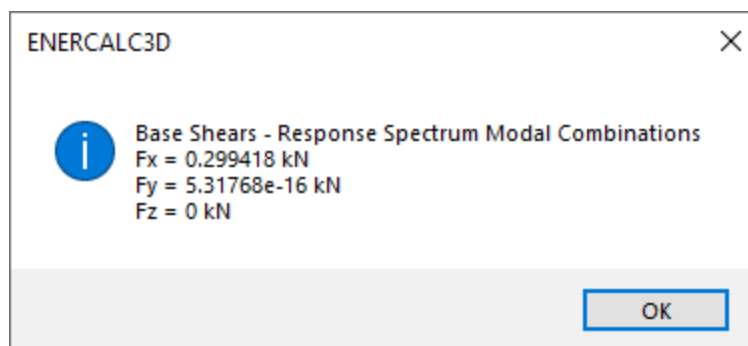 ENERCALC3D
Base Shears - Response Spectrum Modal Combinations
Fx = 0.299418 kN
Fy = 5.31768e-16 kN
Fz = 0 kN
OK